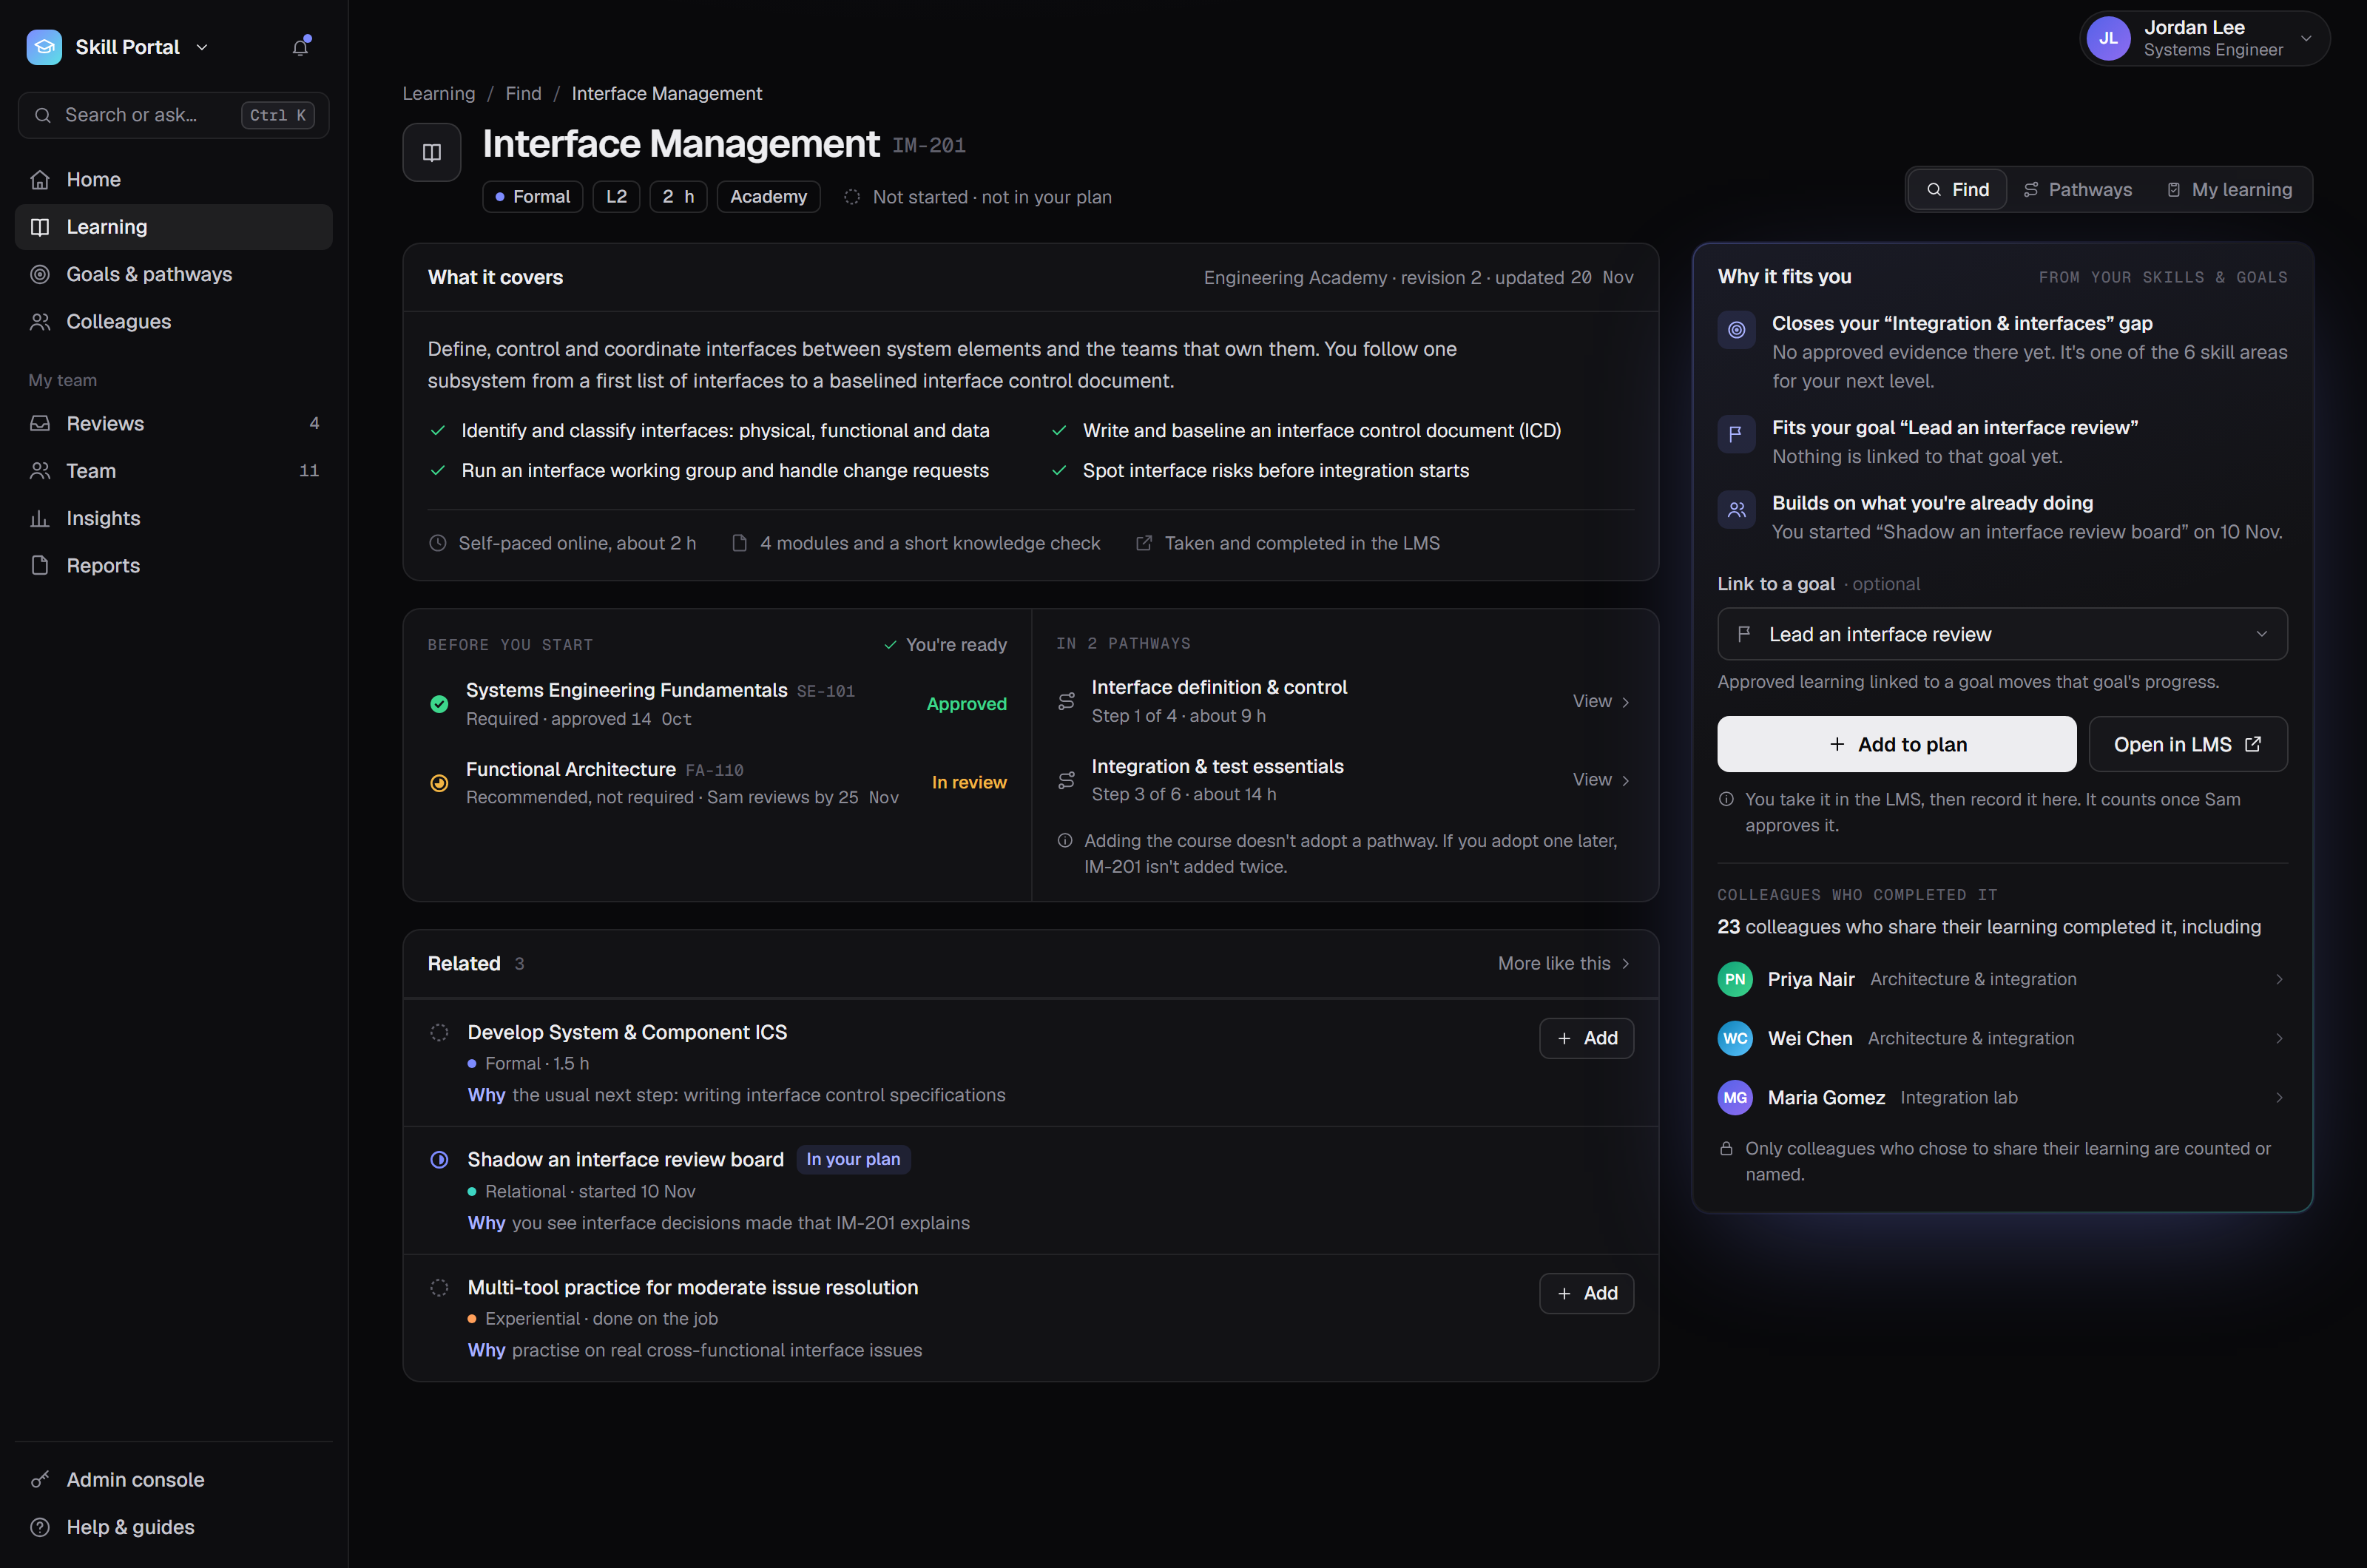 Skill Portal
Search or ask...
Ctrl K
Home
Learning
Goals & pathways
Colleagues
My team
Reviews 4
Team 11
Insights
Reports
Admin console
Help & guides
JL
Jordan Lee
Systems Engineer
Learning / Find / Interface Management
Interface Management IM-201
Formal L2 2 h Academy Not started · not in your plan
Find Pathways My learning
What it covers
Engineering Academy · revision 2 · updated 20 Nov
Define, control and coordinate interfaces between system elements and the teams that own them. You follow one
subsystem from a first list of interfaces to a baselined interface control document.
Identify and classify interfaces: physical, functional and data
Write and baseline an interface control document (ICD)
Run an interface working group and handle change requests
Spot interface risks before integration starts
Self-paced online, about 2 h
4 modules and a short knowledge check
Taken and completed in the LMS
BEFORE YOU START
You're ready
Systems Engineering Fundamentals SE-101
Required · approved 14 Oct
Approved
Functional Architecture FA-110
Recommended, not required · Sam reviews by 25 Nov
In review
IN 2 PATHWAYS
Interface definition & control
Step 1 of 4 · about 9 h
View
Integration & test essentials
Step 3 of 6 · about 14 h
View
Adding the course doesn't adopt a pathway. If you adopt one later,
IM-201 isn't added twice.
Related 3
More like this
Develop System & Component ICS
Formal · 1.5 h
Why the usual next step: writing interface control specifications
Add
Shadow an interface review board In your plan
Relational · started 10 Nov
Why you see interface decisions made that IM-201 explains
Multi-tool practice for moderate issue resolution
Experiential · done on the job
Why practise on real cross-functional interface issues
Add
Why it fits you
FROM YOUR SKILLS & GOALS
Closes your “Integration & interfaces” gap
No approved evidence there yet. It's one of the 6 skill areas
for your next level.
Fits your goal “Lead an interface review”
Nothing is linked to that goal yet.
Builds on what you're already doing
You started “Shadow an interface review board” on 10 Nov.
Link to a goal · optional
Lead an interface review
Approved learning linked to a goal moves that goal's progress.
Add to plan
Open in LMS
You take it in the LMS, then record it here. It counts once Sam
approves it.
COLLEAGUES WHO COMPLETED IT
23 colleagues who share their learning completed it, including
PN Priya Nair Architecture & integration
WC Wei Chen Architecture & integration
MG Maria Gomez Integration lab
Only colleagues who chose to share their learning are counted or
named.